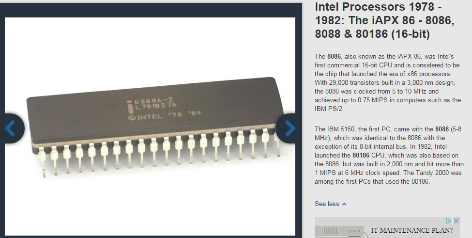 Intel Processors 1978 -
1982: The iAPX 86 - 8086,
8088 & 80186 (16-bit)
The 8086, also known as the iAPX 86, was Intel's
first commercial 16-bit CPU and is considered to be
the chip that launched the era of x86 processors.
With 29,000 transistors built in a 3,000 nm design,
the 8086 was clocked from 5 to 10 MHz and
achieved up to 0.75 MIPS in computers such as the
IBM PS/2.
The IBM 5150, the first PC, came with the 8088 (5-8
MHz), which was identical to the 8086 with the
exception of its 8-bit internal bus. In 1982, Intel
launched the 80186 CPU, which was also based on
the 8086, but was built in 2,000 nm and hit more than
1 MIPS at 6 MHz clock speed. The Tandy 2000 was
among the first PCs that used the 80186.
See less
IT MAINTENANCE PLAN?
D8086-2
© INTEL '78